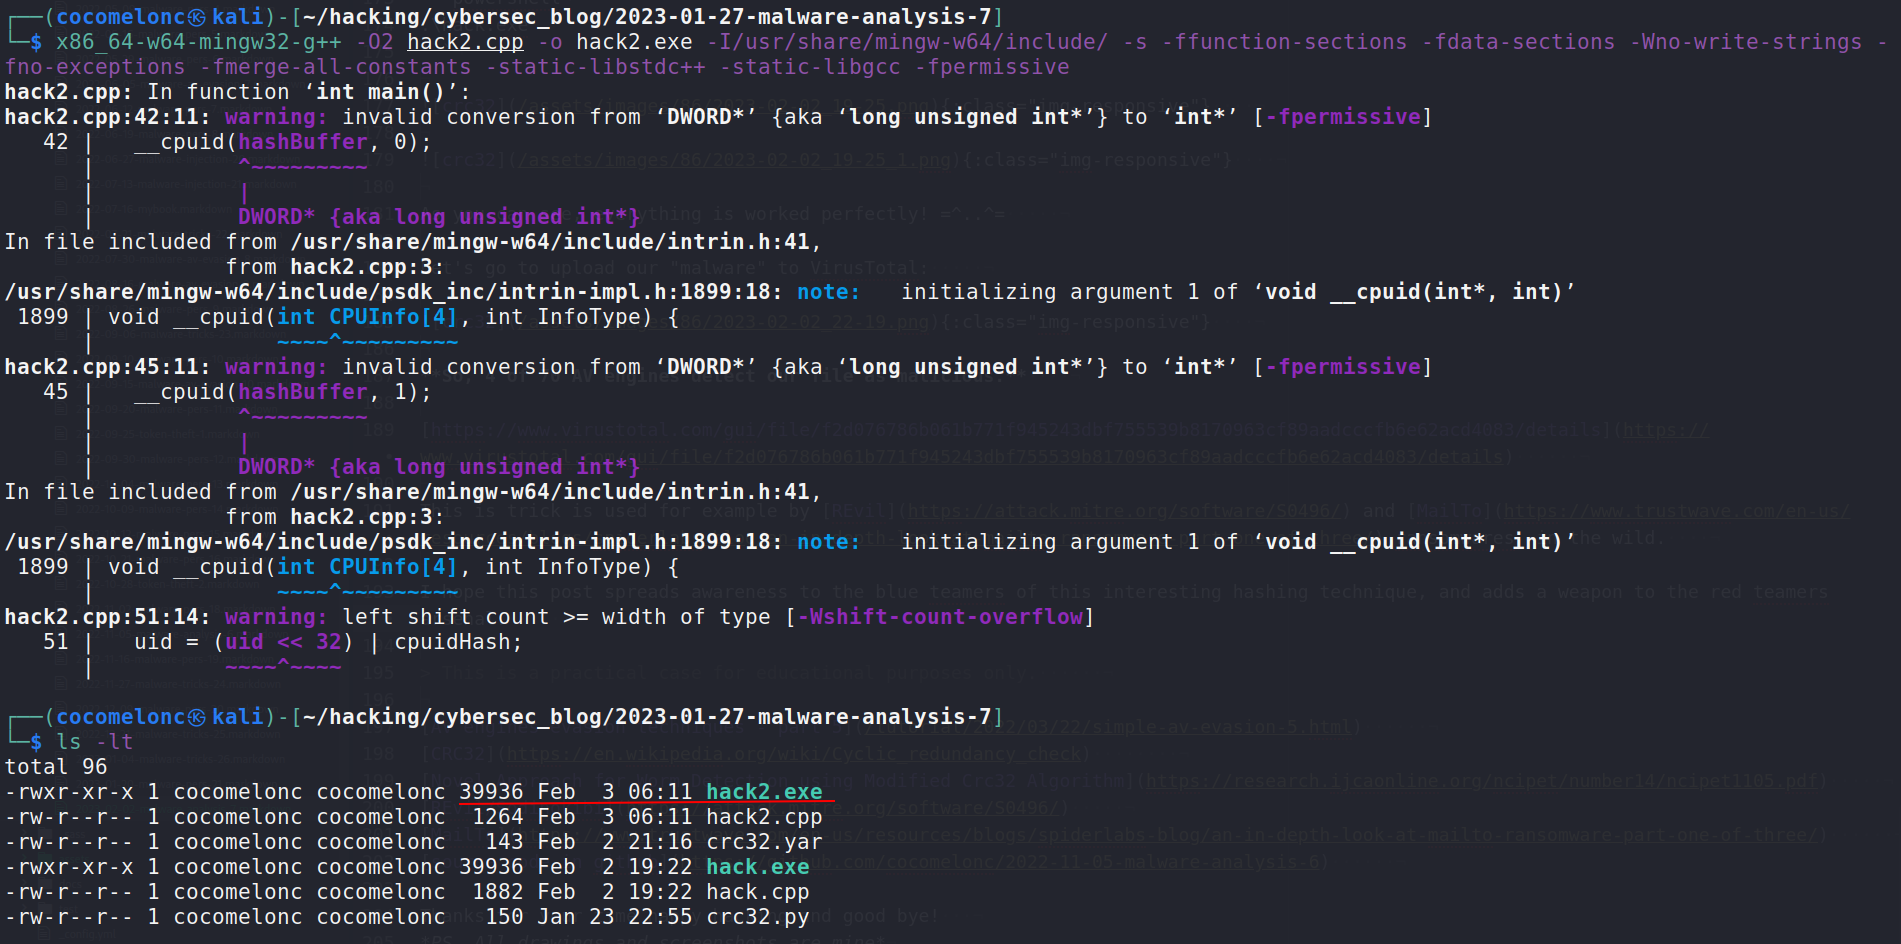 ┌──(cocomelonc㉿kali)-[~/hacking/cybersec_blog/2023-01-27-malware-analysis-7]
└─$ x86_64-w64-mingw32-g++ -O2 hack2.cpp -o hack2.exe -I/usr/share/mingw-w64/include/ -s -ffunction-sections -fdata-sections -Wno-write-strings -
fno-exceptions -fmerge-all-constants -static-libstdc++ -static-libgcc -fpermissive
hack2.cpp: In function ‘int main()’:
hack2.cpp:42:11: warning: invalid conversion from ‘DWORD*’ {aka ‘long unsigned int*’} to ‘int*’ [-fpermissive]
   42 |   __cpuid(hashBuffer, 0);
      |           ^~~~~~~~~~
      |           |
      |           DWORD* {aka long unsigned int*}
In file included from /usr/share/mingw-w64/include/intrin.h:41,
                 from hack2.cpp:3:
/usr/share/mingw-w64/include/psdk_inc/intrin-impl.h:1899:18: note:   initializing argument 1 of ‘void __cpuid(int*, int)’
 1899 | void __cpuid(int CPUInfo[4], int InfoType) {
      |              ~~~~^~~~~~~~~~
hack2.cpp:45:11: warning: invalid conversion from ‘DWORD*’ {aka ‘long unsigned int*’} to ‘int*’ [-fpermissive]
   45 |   __cpuid(hashBuffer, 1);
      |           ^~~~~~~~~~
      |           |
      |           DWORD* {aka long unsigned int*}
In file included from /usr/share/mingw-w64/include/intrin.h:41,
                 from hack2.cpp:3:
/usr/share/mingw-w64/include/psdk_inc/intrin-impl.h:1899:18: note:   initializing argument 1 of ‘void __cpuid(int*, int)’
 1899 | void __cpuid(int CPUInfo[4], int InfoType) {
      |              ~~~~^~~~~~~~~~
hack2.cpp:51:14: warning: left shift count >= width of type [-Wshift-count-overflow]
   51 |   uid = (uid << 32) | cpuidHash;
      |          ~~~~^~~~~
┌──(cocomelonc㉿kali)-[~/hacking/cybersec_blog/2023-01-27-malware-analysis-7]
└─$ ls -lt
total 96
-rwxr-xr-x 1 cocomelonc cocomelonc 39936 Feb  3 06:11 hack2.exe
-rw-r--r-- 1 cocomelonc cocomelonc  1264 Feb  3 06:11 hack2.cpp
-rw-r--r-- 1 cocomelonc cocomelonc   143 Feb  2 21:16 crc32.yar
-rwxr-xr-x 1 cocomelonc cocomelonc 39936 Feb  2 19:22 hack.exe
-rw-r--r-- 1 cocomelonc cocomelonc  1882 Feb  2 19:22 hack.cpp
-rw-r--r-- 1 cocomelonc cocomelonc   150 Jan 23 22:55 crc32.py